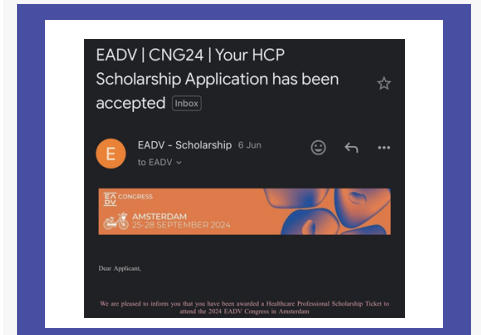 EADV | CNG24 | Your HCP
Scholarship Application has been
accepted Inbox
E
EADV - Scholarship 6 Jun
to EADV
EADV CONGRESS
AMSTERDAM
25-28 SEPTEMBER 2024
Dear Applicant,
We are pleased to inform you that you have been awarded a Healthcare Professional Scholarship Ticket to
attend the 2024 EADV Congress in Amsterdam